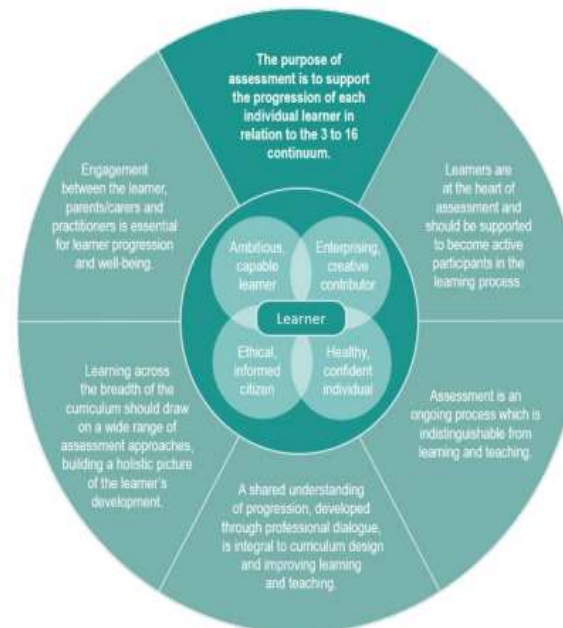 The purpose of
assessment is to support
the progression of each
individual learner in
relation to the 3 to 16
continuum.
Learners are
at the heart of
assessment and
should be supported
to become active
participants in the
learning process.
Assessment is an
ongoing process which is
indistinguishable from
learning and teaching.
A shared understanding
of progression, developed
through professional dialogue,
is integral to curriculum design
and improving learning
and teaching.
Learning across
the breadth of the
curriculum should draw
on a wide range of
assessment approaches,
building a holistic picture
of the learner's
development.
Engagement
between the learner,
parents/carers and
practitioners is essential
for learner progression
and well-being.
Ambitious,
capable
learner
Enterprising,
creative
contributor
Learner
Ethical,
informed
citizen
Healthy,
confident
individual